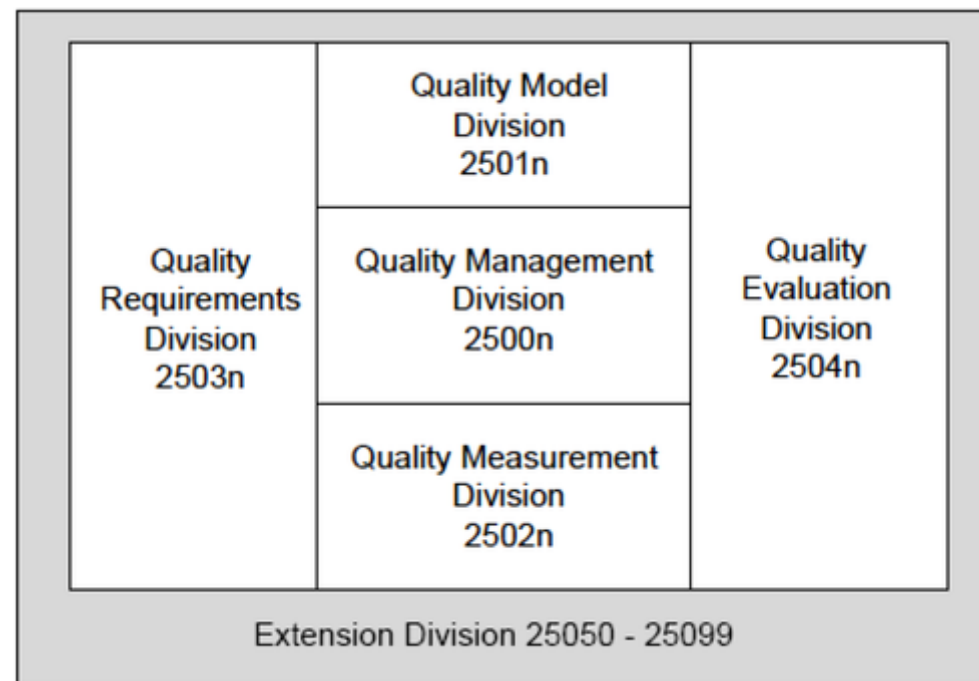 Quality Model
Division
2501n
Quality
Requirements
Division
2503n
Quality Management
Division
2500n
Quality
Evaluation
Division
2504n
Quality Measurement
Division
2502n
Extension Division 25050 - 25099